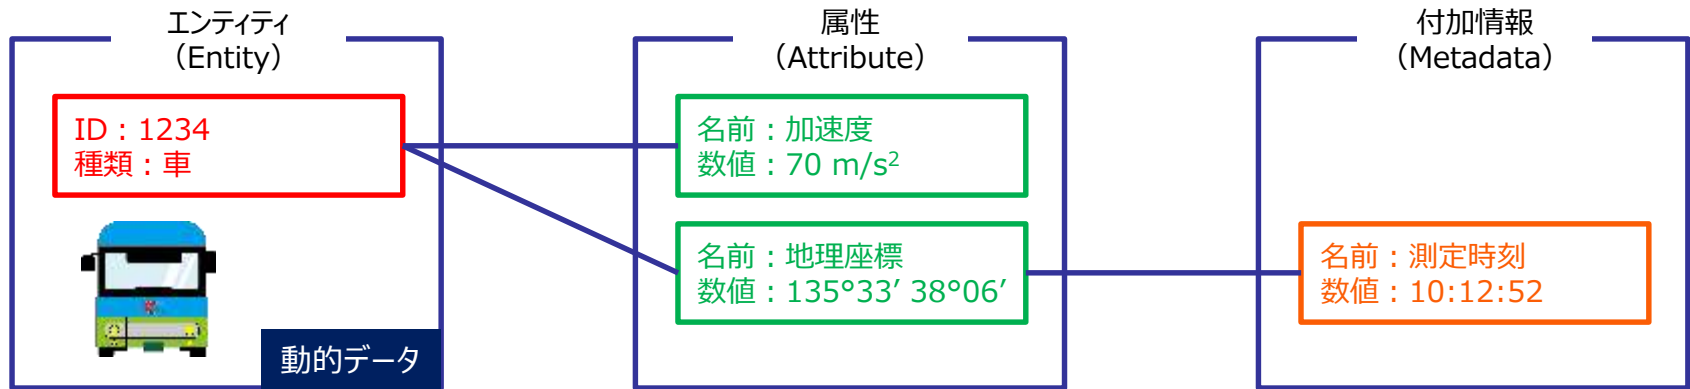 エンティティ
（Entity）
ID：1234
種類：車
動的データ
属性
（Attribute）
名前：加速度
数値：70 m/s²
名前：地理座標
数値：135°33′ 38°06′
付加情報
（Metadata）
名前：測定時刻
数値：10:12:52